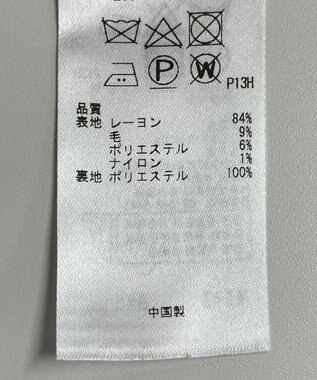 P W P13H
品質
表地 レーヨン 84%
毛 9%
ポリエステル 6%
ナイロン 1%
裏地 ポリエステル 100%
中国製